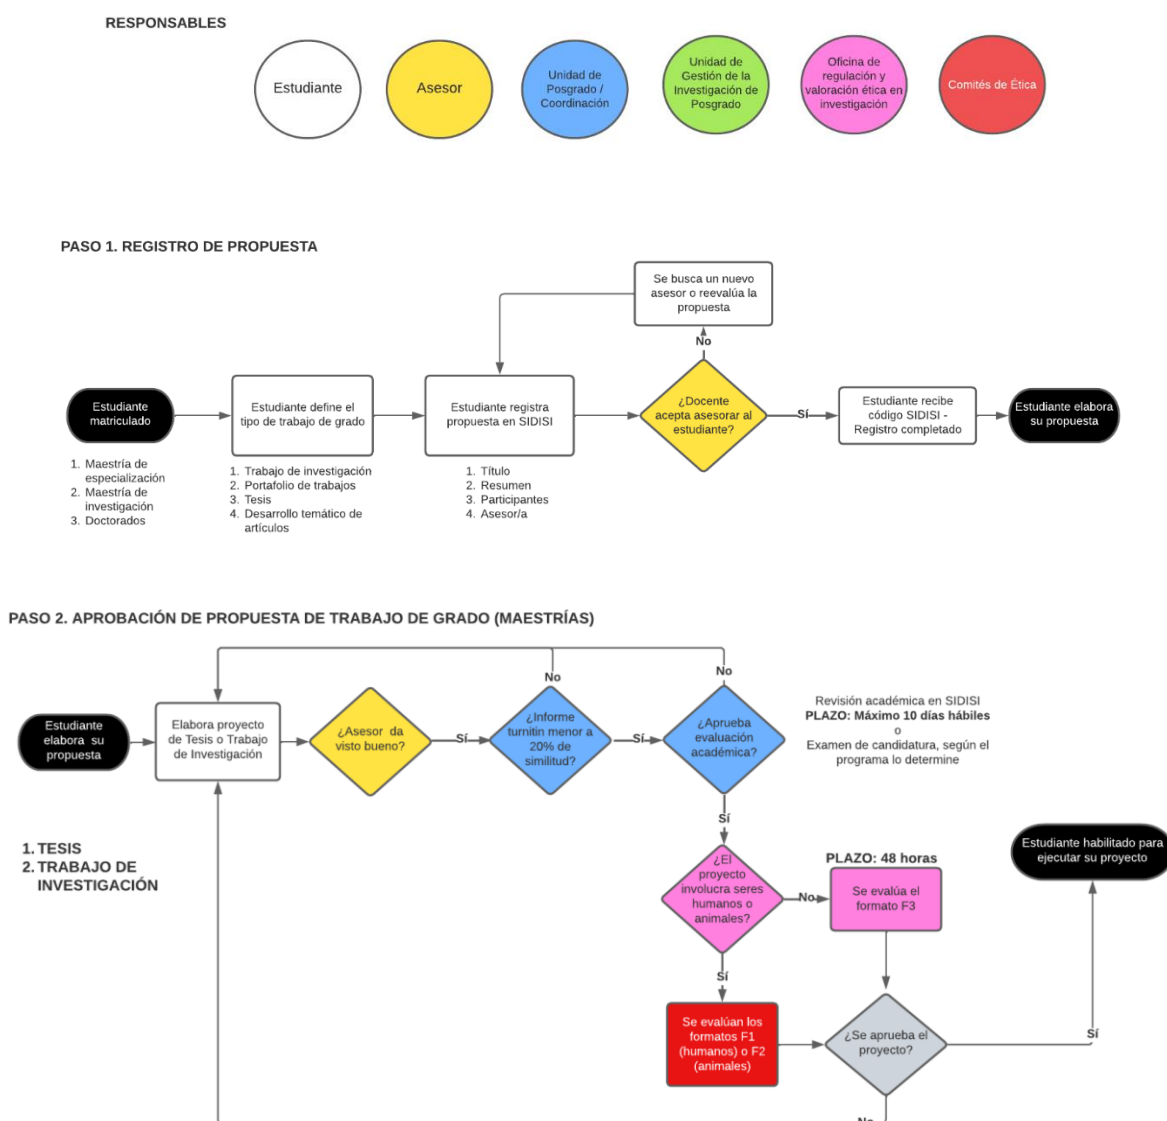 RESPONSABLES
Estudiante
Asesor
Unidad de
Posgrado /
Coordinación
Unidad de
Gestión de la
Investigación de
Posgrado
Oficina de
regulación y
valoración ética en
investigación
Comités de Ética
PASO 1. REGISTRO DE PROPUESTA
Se busca un nuevo
asesor o reevalúa la
propuesta
No
Estudiante
matriculado
Estudiante define el
tipo de trabajo de grado
Estudiante registra
propuesta en SIDISI
¿Docente
acepta asesorar al
estudiante?
Sí
Estudiante recibe
código SIDISI -
Registro completado
Estudiante elabora
su propuesta
1. Maestría de
especialización
2. Maestría de
investigación
3. Doctorados
1. Trabajo de investigación
2. Portafolio de trabajos
3. Tesis
4. Desarrollo temático de
artículos
1. Título
2. Resumen
3. Participantes
4. Asesor/a
PASO 2. APROBACIÓN DE PROPUESTA DE TRABAJO DE GRADO (MAESTRÍAS)
No
No
Estudiante
elabora su
propuesta
Elabora proyecto
de Tesis o Trabajo
de Investigación
¿Asesor da
visto bueno?
Sí
¿Informe
turnitin menor a
20% de
similitud?
Sí
¿Aprueba
evaluación
académica?
Revisión académica en SIDISI
PLAZO: Máximo 10 días hábiles
o
Examen de candidatura, según el
programa lo determine
Sí
1. TESIS
2. TRABAJO DE
INVESTIGACIÓN
¿El
proyecto
involucra seres
humanos o
animales?
No
PLAZO: 48 horas
Se evalúa el
formato F3
Estudiante habilitado para
ejecutar su proyecto
Sí
Se evalúan los
formatos F1
(humanos) o F2
(animales)
¿Se aprueba el
proyecto?
Sí
No